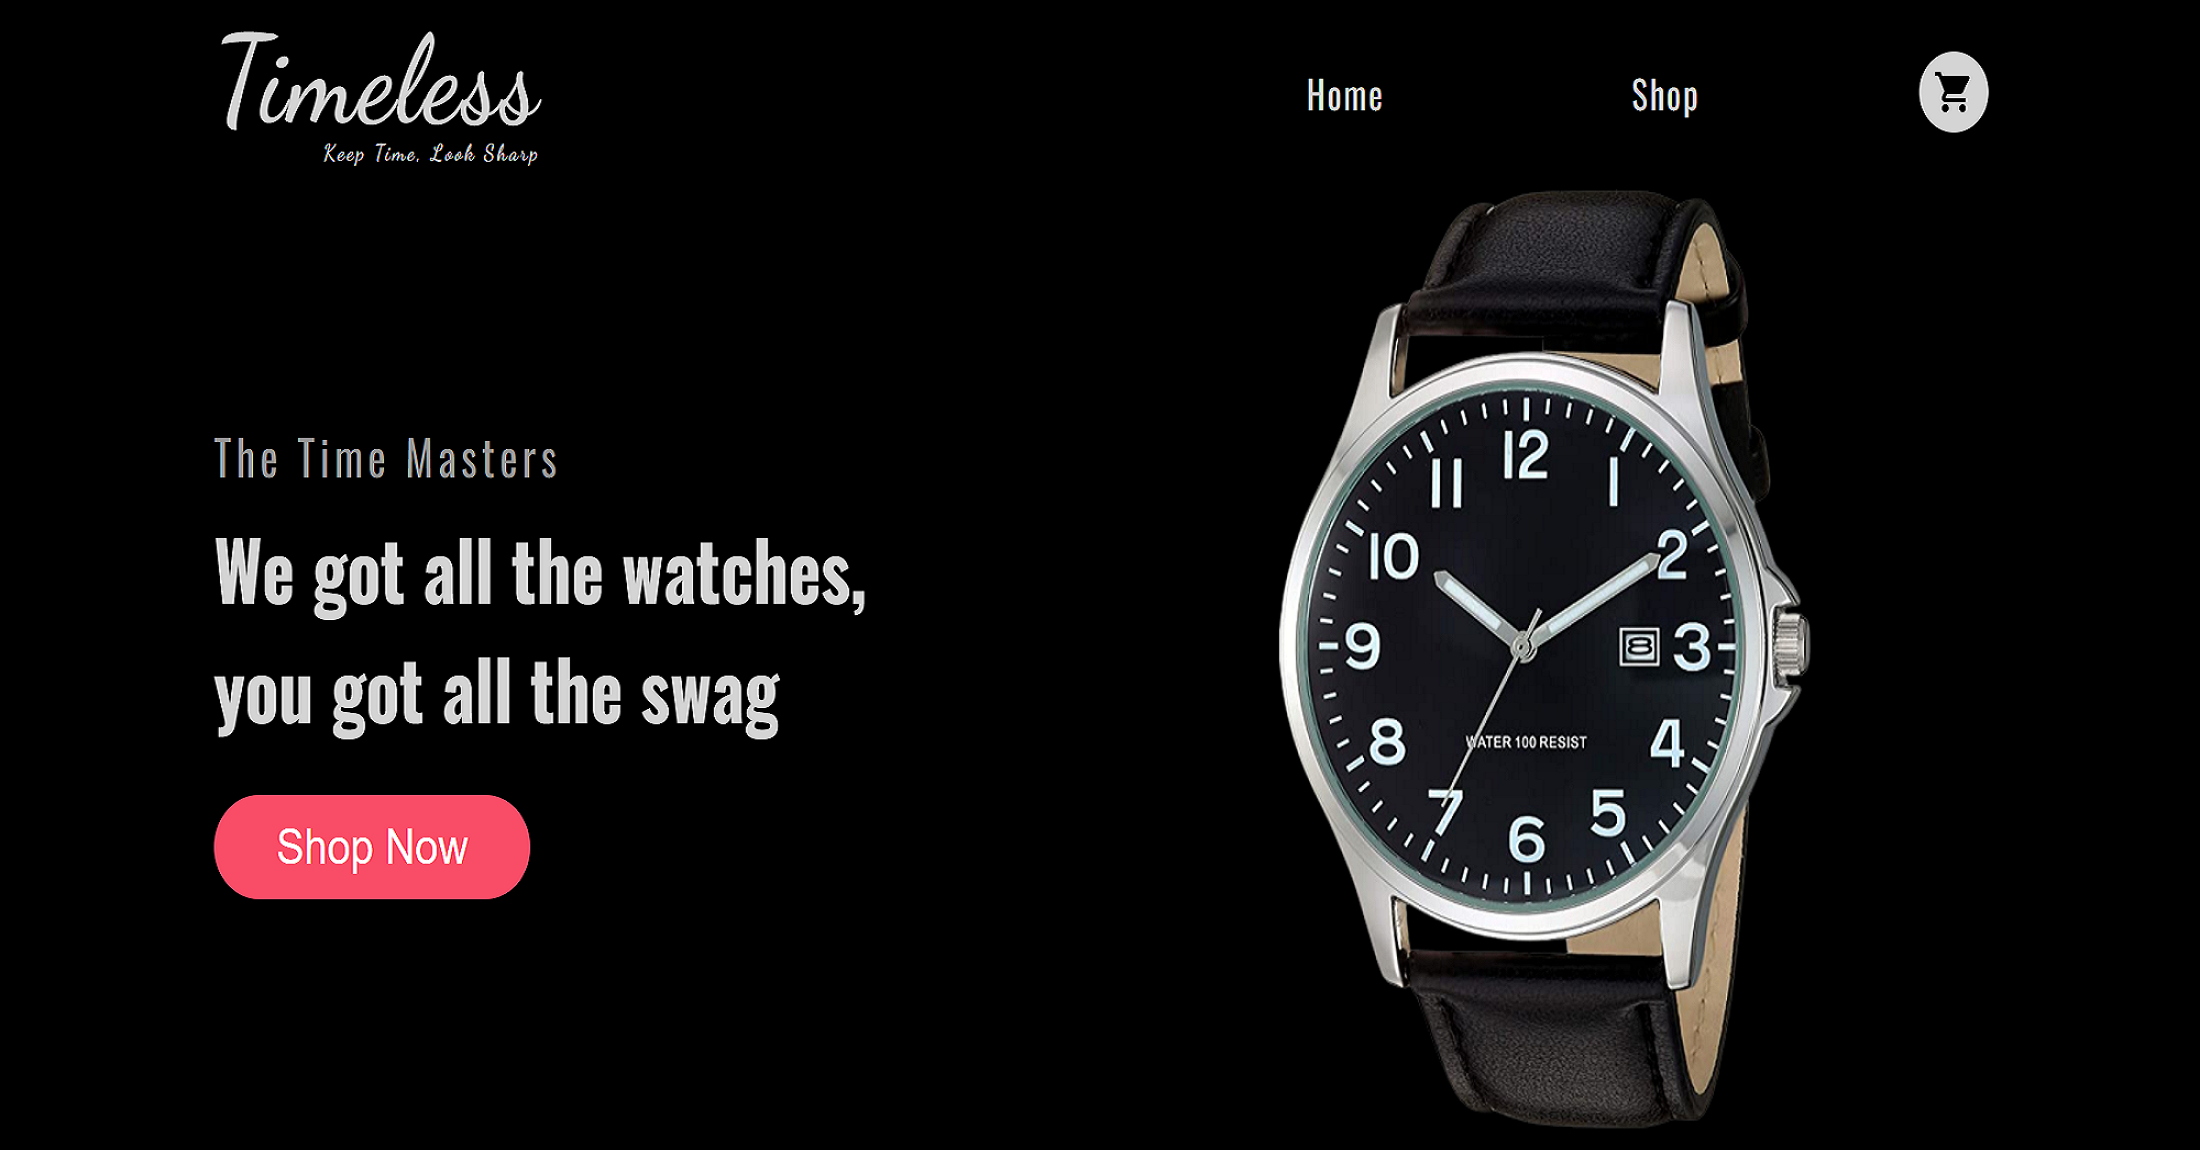 Timeless
Keep Time, Look Sharp
Home
Shop
The Time Masters
We got all the watches,
you got all the swag
Shop Now
12
11
1
10
2
9
8
3
8
WATER 100 RESIST
4
7
5
6